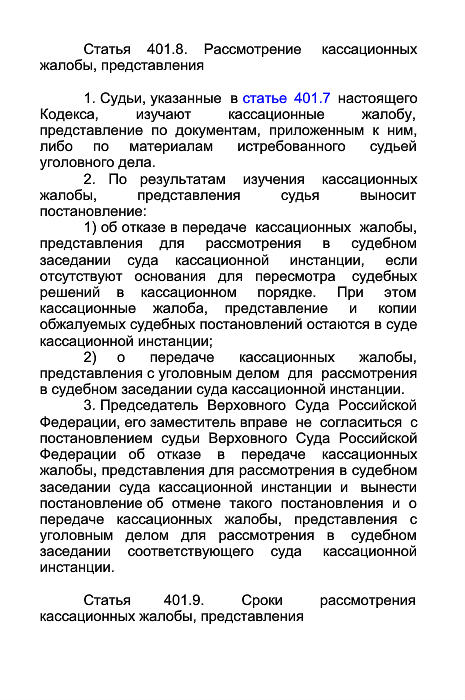 Статья 401.8. Рассмотрение кассационных
жалобы, представления
1. Судьи, указанные в статье 401.7 настоящего
Кодекса, изучают кассационные жалобу,
представление по документам, приложенным к ним,
либо по материалам истребованного судьей
уголовного дела.
2. По результатам изучения кассационных
жалобы, представления судья выносит
постановление:
1) об отказе в передаче кассационных жалобы,
представления для рассмотрения в судебном
заседании суда кассационной инстанции, если
отсутствуют основания для пересмотра судебных
решений в кассационном порядке. При этом
кассационные жалоба, представление и копии
обжалуемых судебных постановлений остаются в суде
кассационной инстанции;
2) о передаче кассационных жалобы,
представления с уголовным делом для рассмотрения
в судебном заседании суда кассационной инстанции.
3. Председатель Верховного Суда Российской
Федерации, его заместитель вправе не согласиться с
постановлением судьи Верховного Суда Российской
Федерации об отказе в передаче кассационных
жалобы, представления для рассмотрения в судебном
заседании суда кассационной инстанции и вынести
постановление об отмене такого постановления и о
передаче кассационных жалобы, представления с
уголовным делом для рассмотрения в судебном
заседании соответствующего суда кассационной
инстанции.
Статья 401.9. Сроки рассмотрения
кассационных жалобы, представления